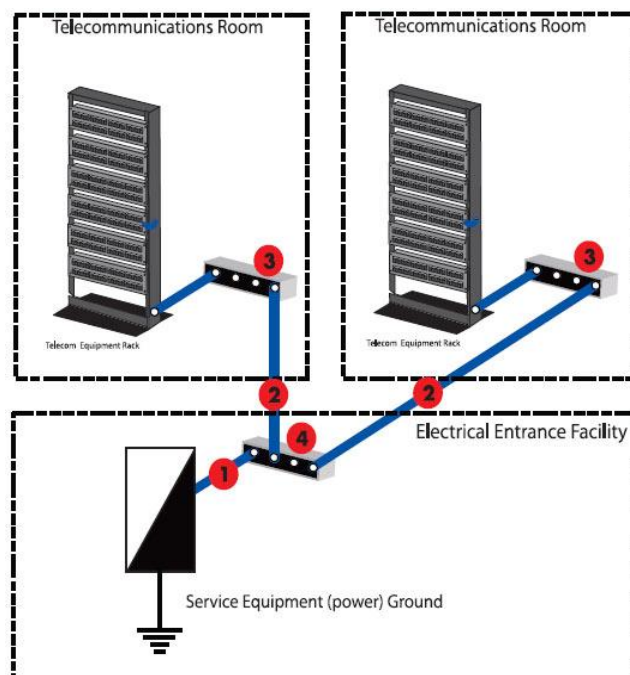 Telecommunications Room
Telecommunications Room
3
3
Telecom Equipment Rack
Telecom Equipment Rack
2
2
4
Electrical Entrance Facility
1
Service Equipment (power) Ground